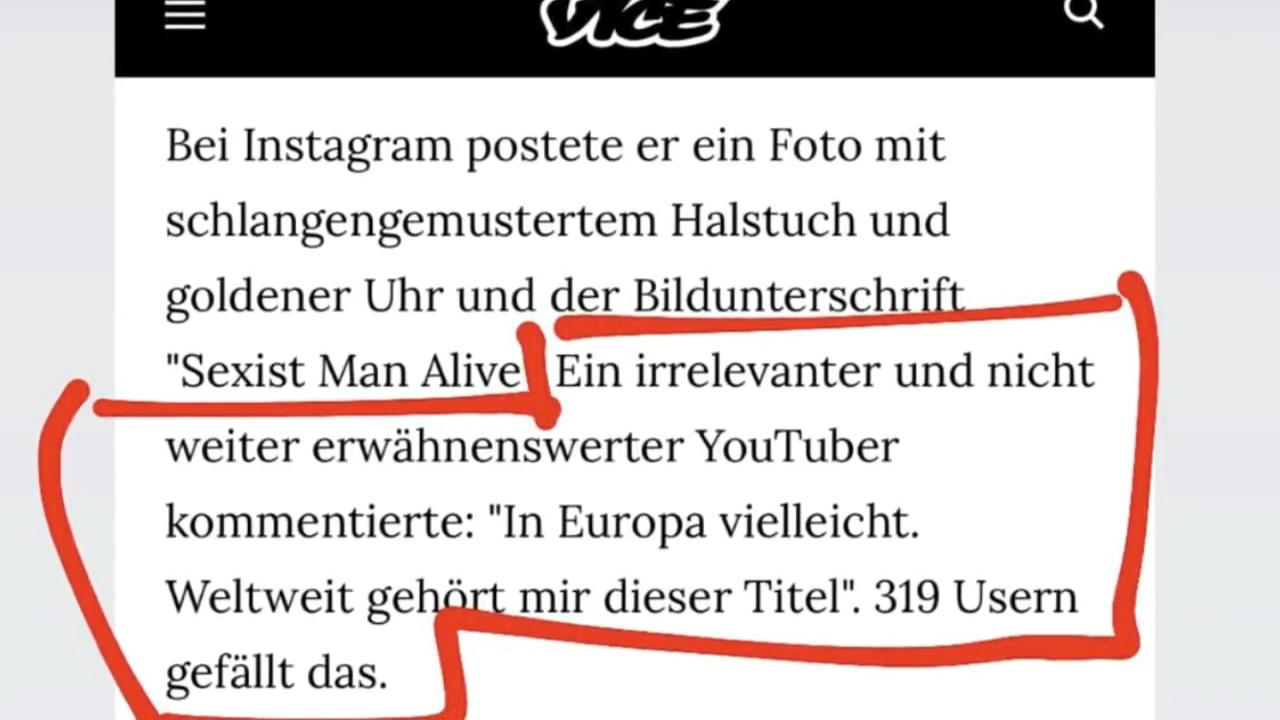 VICE
Bei Instagram postete er ein Foto mit
schlangengemustertem Halstuch und
goldener Uhr und der Bildunterschrift
"Sexist Man Alive Ein irrelevanter und nicht
weiter erwähnenswerter YouTuber
kommentierte: "In Europa vielleicht.
Weltweit gehört mir dieser Titel". 319 Usern
gefällt das.